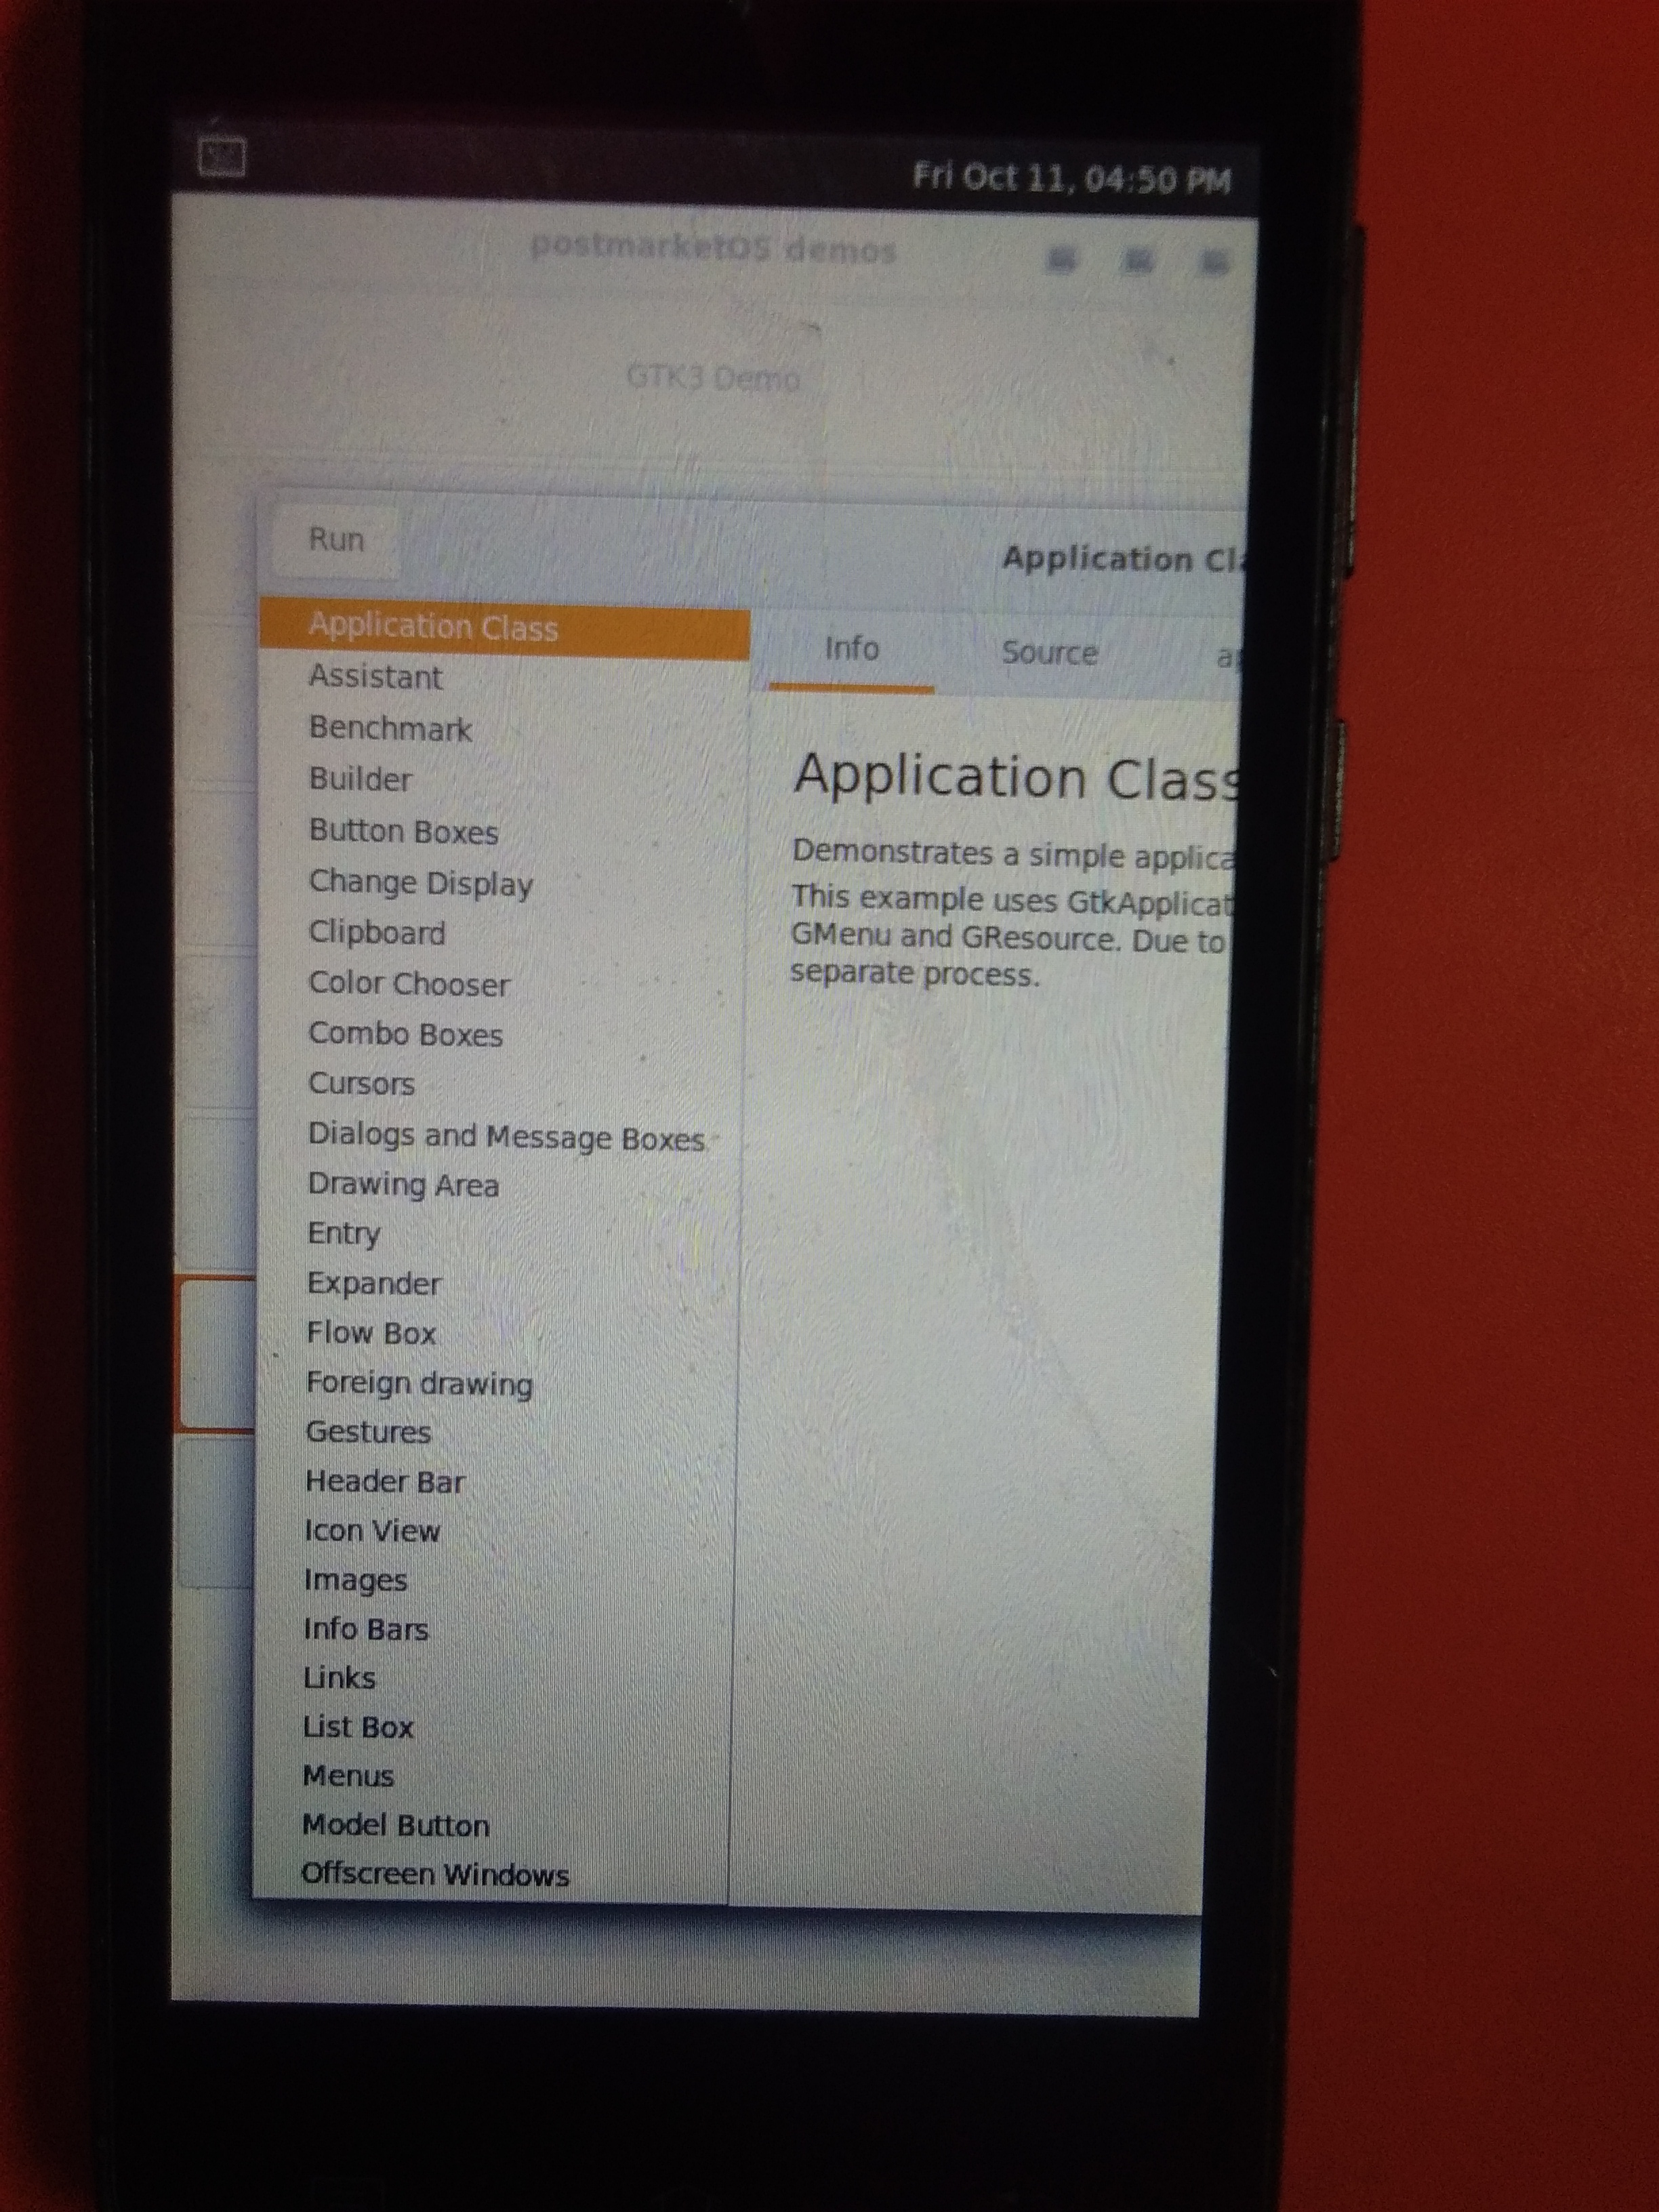 Fri Oct 11, 04:50 PM
postmarketOS demos
GTK3 Demo
Run
Application Cla
Application Class
Info
Source
a
Assistant
Benchmark
Builder
Button Boxes
Change Display
Clipboard
Color Chooser
Combo Boxes
Cursors
Dialogs and Message Boxes
Drawing Area
Entry
Expander
Flow Box
Foreign drawing
Gestures
Header Bar
Icon View
Images
Info Bars
Links
List Box
Menus
Model Button
Offscreen Windows
Application Class
Demonstrates a simple applica
This example uses GtkApplicat
GMenu and GResource. Due to
separate process.